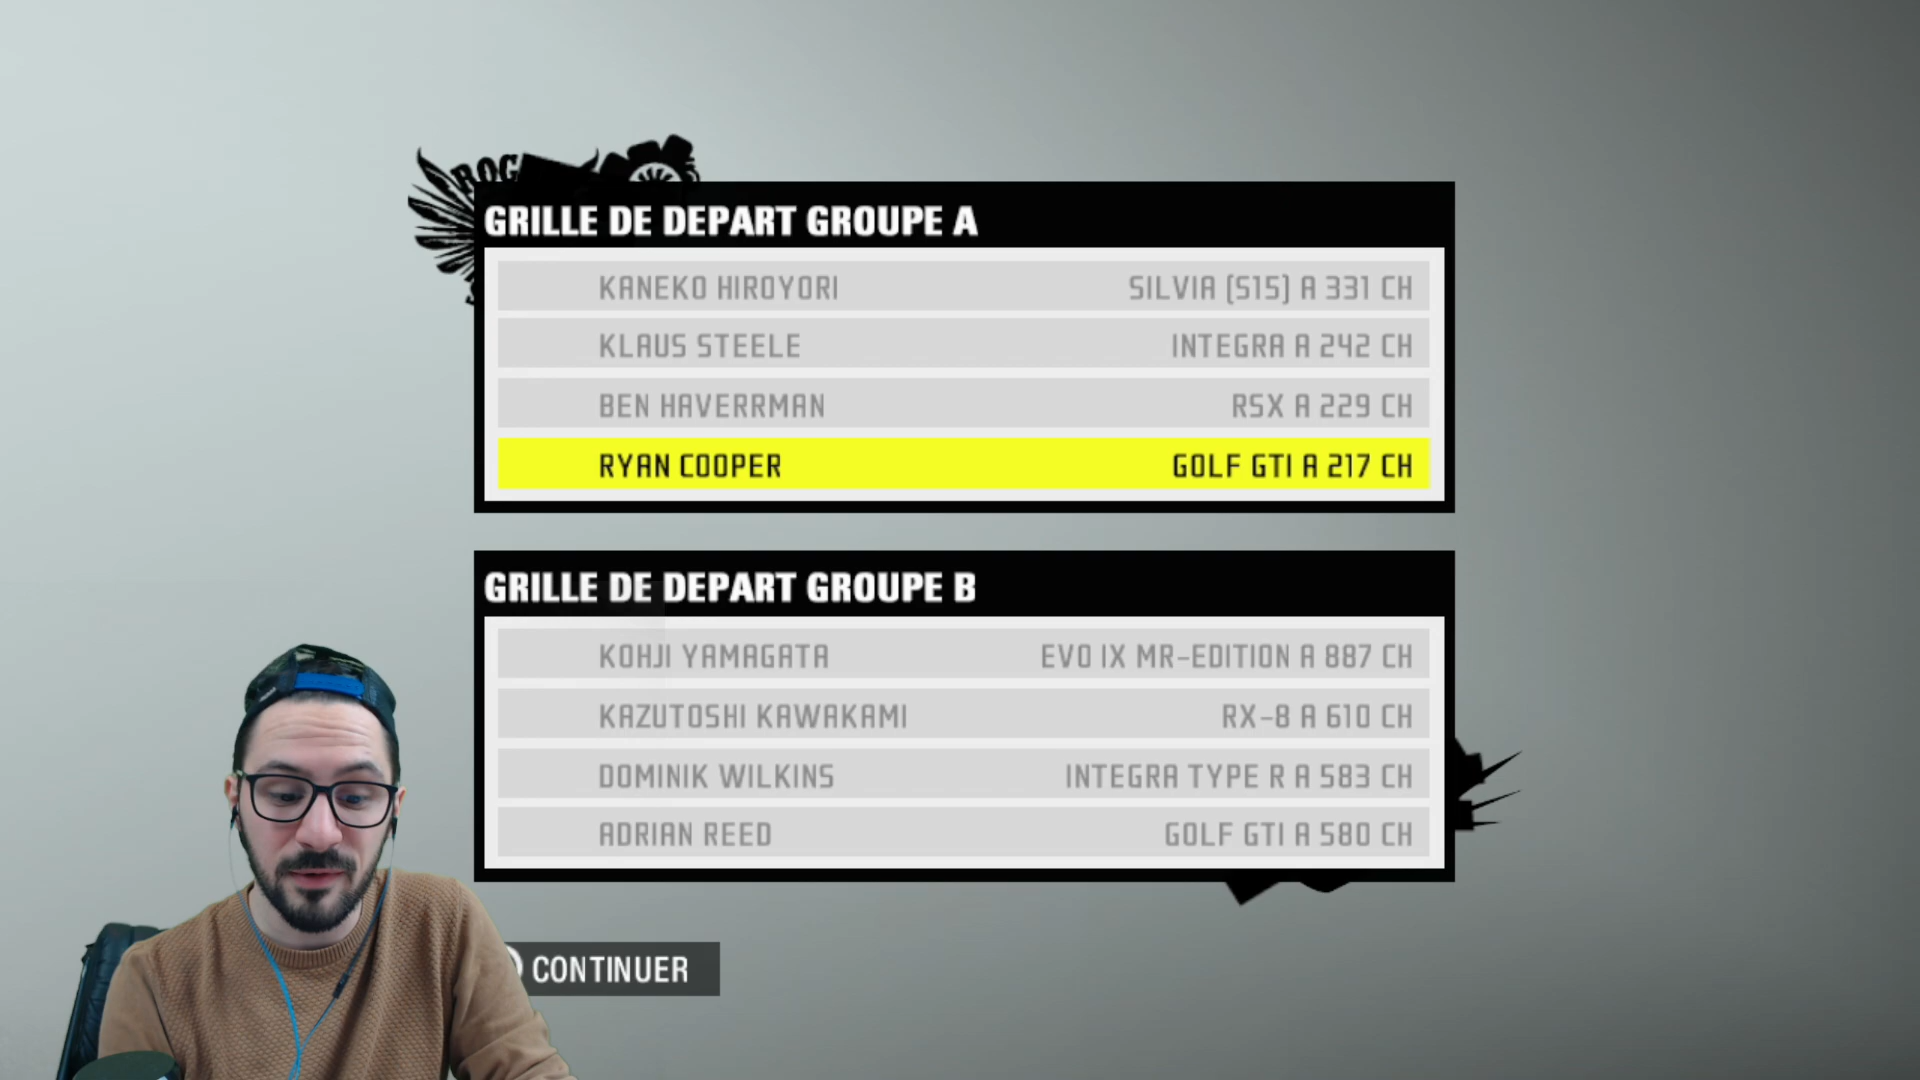 ROG
GRILLE DE DEPART GROUPE A
KANEKO HIROYORI SILVIA (S15) A 331 CH
KLAUS STEELE INTEGRA A 242 CH
BEN HAVERRMAN RSX A 229 CH
RYAN COOPER GOLF GTI A 217 CH
GRILLE DE DEPART GROUPE B
KOHJI YAMAGATA EVO IX MR-EDITION A 887 CH
KAZUTOSHI KAWAKAMI RX-8 A 610 CH
DOMINIK WILKINS INTEGRA TYPE R A 583 CH
ADRIAN REED GOLF GTI A 580 CH
CONTINUER